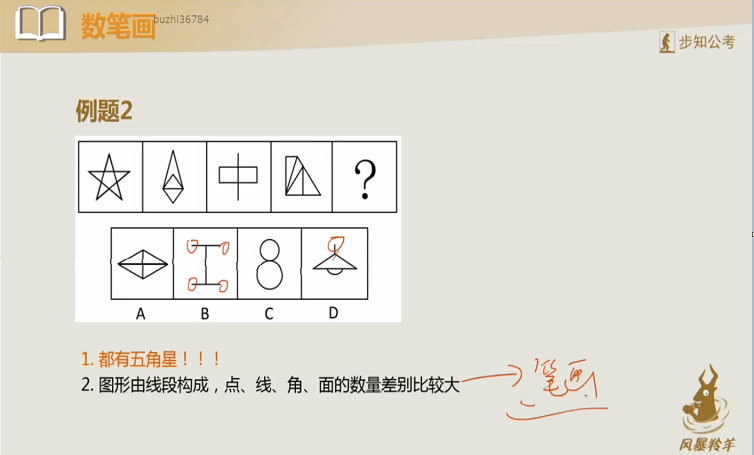 数笔画
buzhi36784
步知公考
例题2
?
A B C D
1. 都有五角星！！！
2. 图形由线段构成，点、线、角、面的数量差别比较大
笔画
风暴羚羊